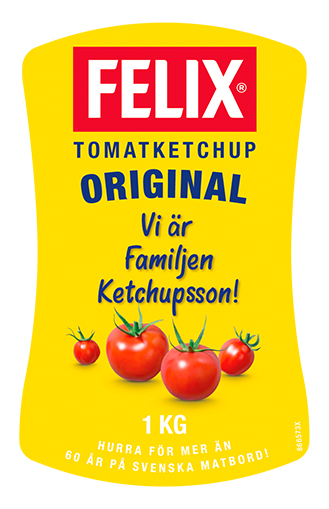 FELIX®
TOMATKETCHUP
ORIGINAL
Vi är
Familjen
Ketchupsson!
1 KG
HURRA FÖR MER ÄN
60 ÅR PÅ SVENSKA MATBORD!